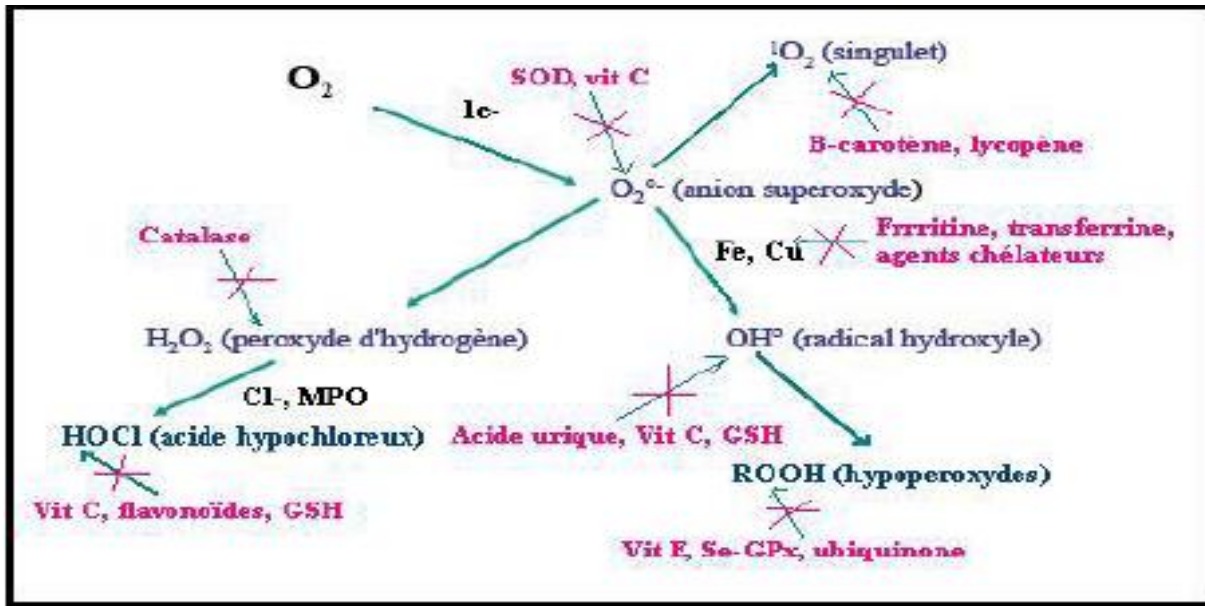 ¹O₂ (singulet)
O₂
SOD, vit C
1e-
B-carotène, lycopène
O₂°- (anion superoxyde)
Catalase
Fe, Cu
Frrritine, transferrine,
agents chélateurs
H₂O₂ (peroxyde d'hydrogène)
OH° (radical hydroxyle)
Cl-, MPO
HOCl (acide hypochloreux)
Acide urique, Vit C, GSH
ROOH (hypoperoxydes)
Vit C, flavonoïdes, GSH
Vit E, Se-GPx, ubiquinone